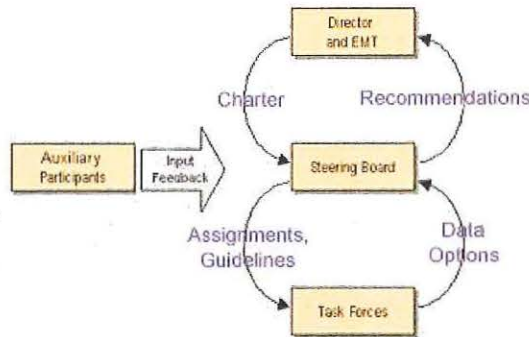 Director
and EMT
Charter
Recommendations
Auxiliary
Participants
Input
Feedback
Steering Board
Assignments,
Guidelines
Data
Options
Task Forces